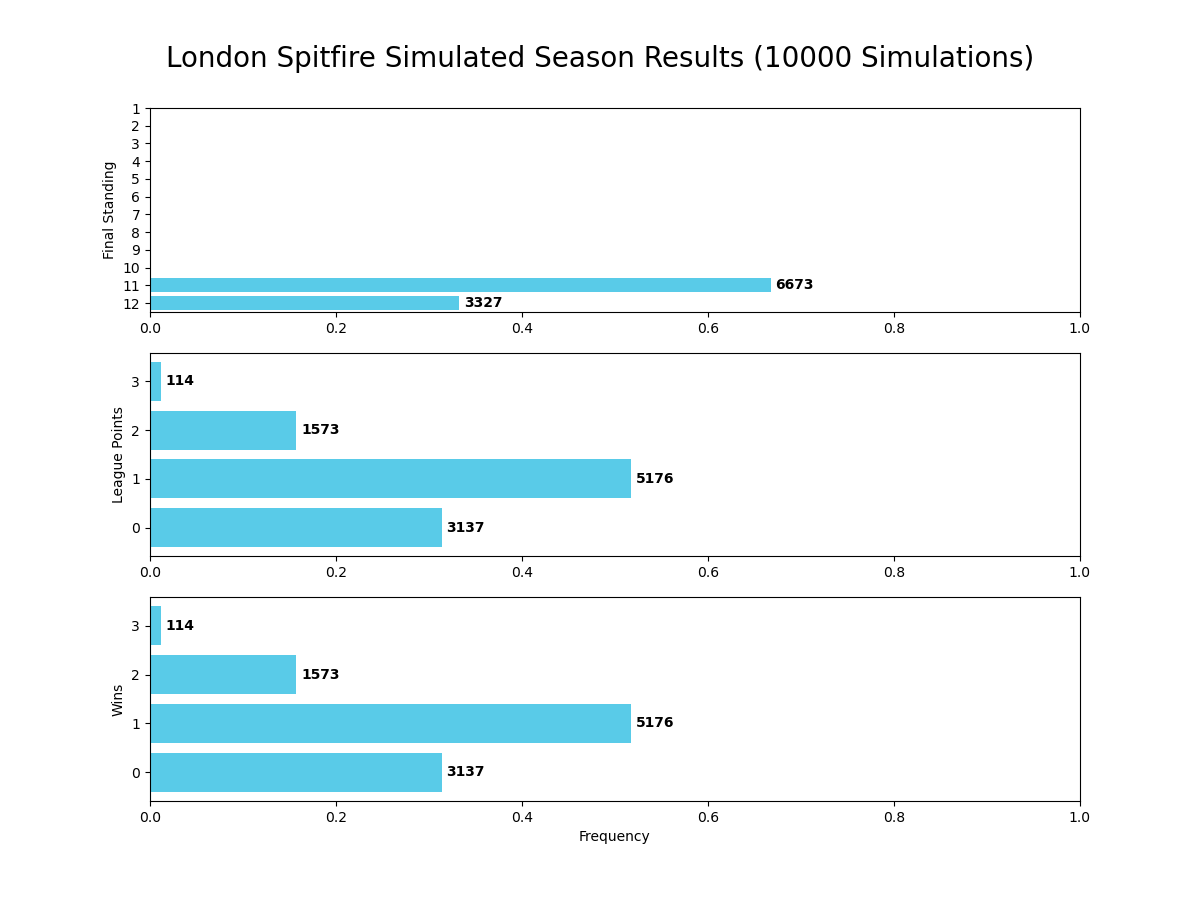 London Spitfire Simulated Season Results (10000 Simulations)
Final Standing
1
2
3
4
5
6
7
8
9
10
11 6673
12 3327
0.0 0.2 0.4 0.6 0.8 1.0
League Points
3 114
2 1573
1 5176
0 3137
0.0 0.2 0.4 0.6 0.8 1.0
Wins
3 114
2 1573
1 5176
0 3137
0.0 0.2 0.4 0.6 0.8 1.0
Frequency